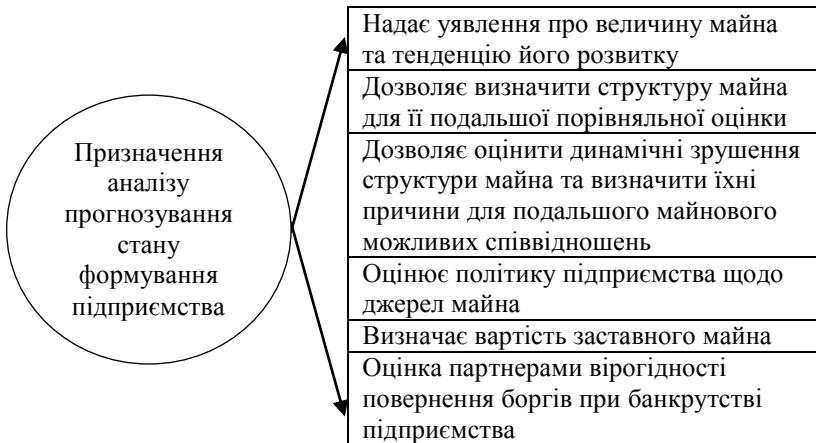 Призначення
аналізу
прогнозування
стану
формування
підприємства
Надає уявлення про величину майна
та тенденцію його розвитку
Дозволяє визначити структуру майна
для її подальшої порівняльної оцінки
Дозволяє оцінити динамічні зрушення
структури майна та визначити їхні
причини для подальшого майнового
можливих співвідношень
Оцінює політику підприємства щодо
джерел майна
Визначає вартість заставного майна
Оцінка партнерами вірогідності
повернення боргів при банкрутстві
підприємства